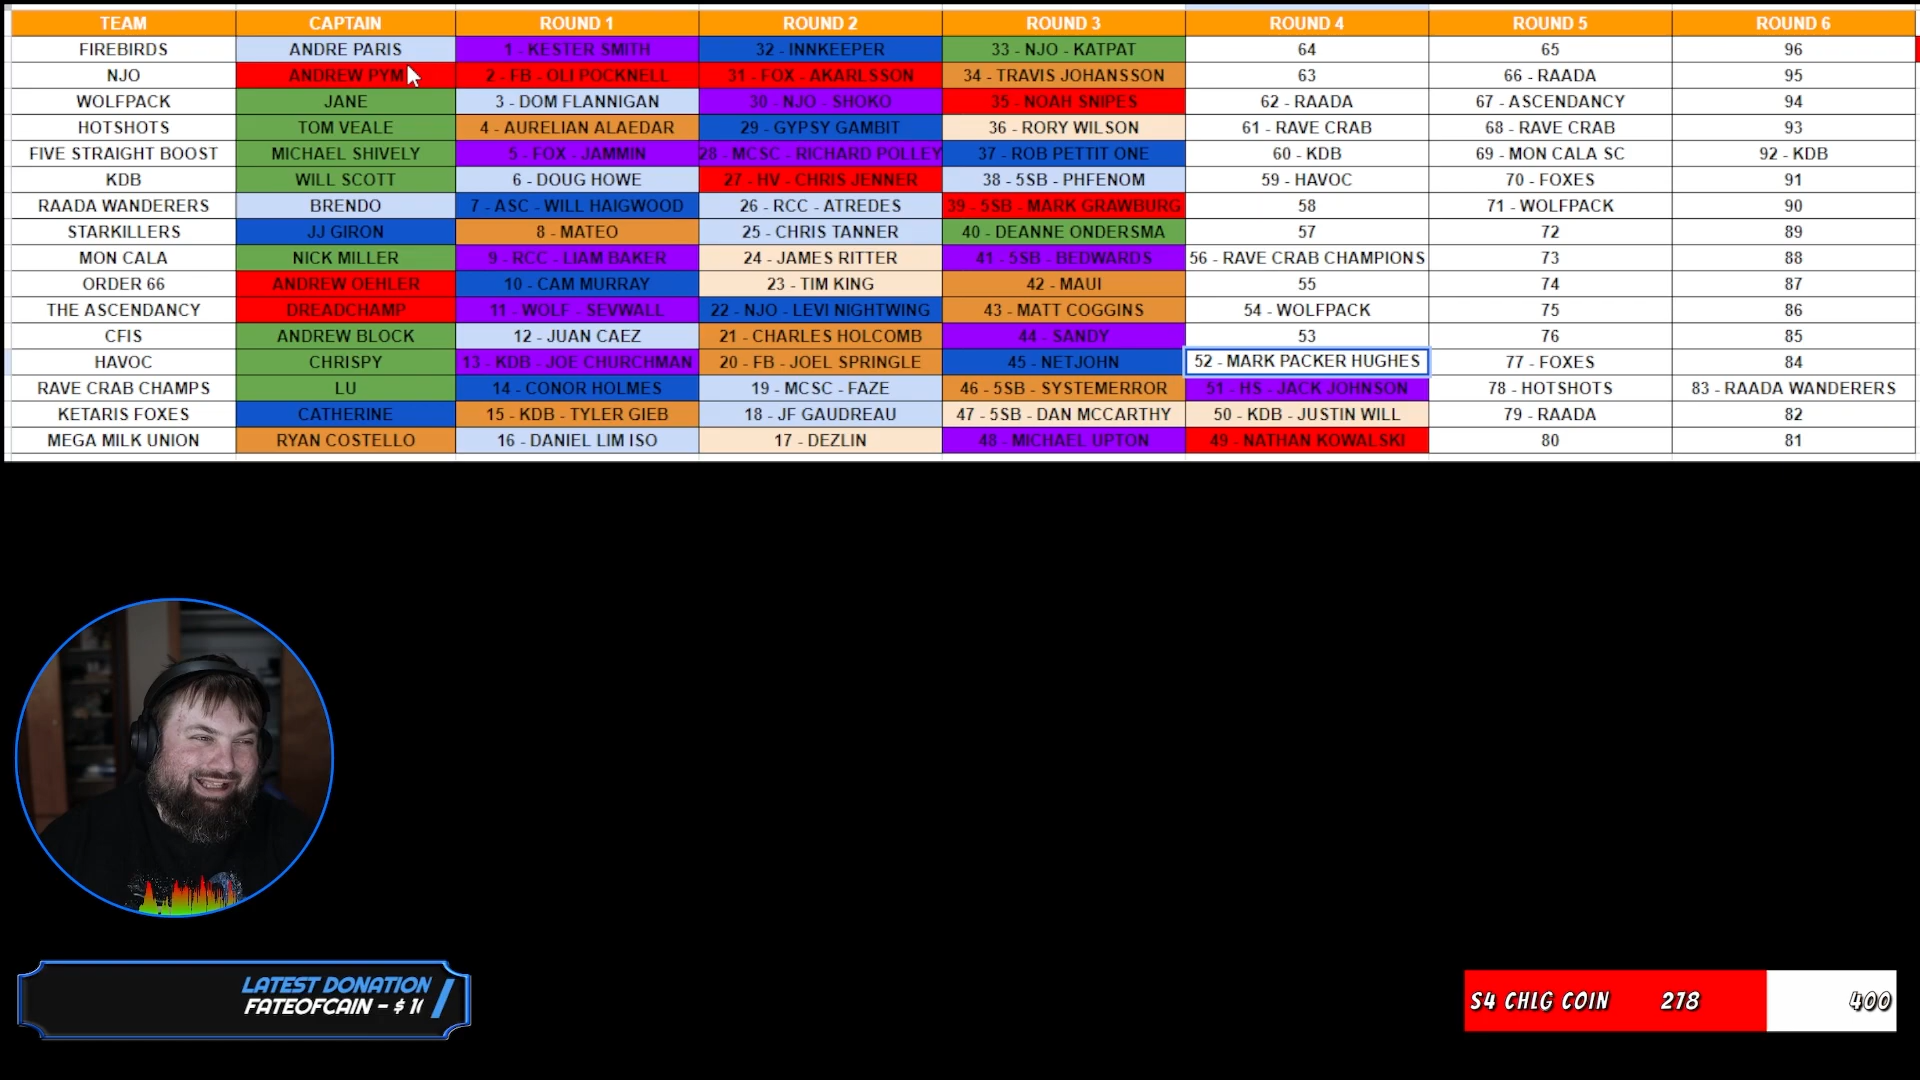 TEAM CAPTAIN ROUND 1 ROUND 2 ROUND 3 ROUND 4 ROUND 5 ROUND 6
FIREBIRDS ANDRE PARIS 1 - KESTER SMITH 32 - INNKEEPER 33 - NJO - KATPAT 64 65 96
NJO ANDREW PYM 2 - FB - OLI POCKNELL 31 - FOX - AKARLSSON 34 - TRAVIS JOHANSSON 63 66 - RAADA 95
WOLFPACK JANE 3 - DOM FLANNIGAN 30 - NJO - SHOKO 35 - NOAH SNIPES 62 - RAADA 67 - ASCENDANCY 94
HOTSHOTS TOM VEALE 4 - AURELIAN ALAEDAR 29 - GYPSY GAMBIT 36 - RORY WILSON 61 - RAVE CRAB 68 - RAVE CRAB 93
FIVE STRAIGHT BOOST MICHAEL SHIVELY 5 - FOX - JAMMIN 28 - MCSC - RICHARD POLLEY 37 - ROB PETTIT ONE 60 - KDB 69 - MON CALA SC 92 - KDB
KDB WILL SCOTT 6 - DOUG HOWE 27 - HV - CHRIS JENNER 38 - 5SB - PHFENOM 59 - HAVOC 70 - FOXES 91
RAADA WANDERERS BRENDO 7 - ASC - WILL HAIGWOOD 26 - RCC - ATREDES 39 - 5SB - MARK GRAWBURG 58 71 - WOLFPACK 90
STARKILLERS JJ GIRON 8 - MATEO 25 - CHRIS TANNER 40 - DEANNE ONDERSMA 57 72 89
MON CALA NICK MILLER 9 - RCC - LIAM BAKER 24 - JAMES RITTER 41 - 5SB - BEDWARDS 56 - RAVE CRAB CHAMPIONS 73 88
ORDER 66 ANDREW OEHLER 10 - CAM MURRAY 23 - TIM KING 42 - MAUI 55 74 87
THE ASCENDANCY DREADCHAMP 11 - WOLF - SEVWALL 22 - NJO - LEVI NIGHTWING 43 - MATT COGGINS 54 - WOLFPACK 75 86
CFIS ANDREW BLOCK 12 - JUAN CAEZ 21 - CHARLES HOLCOMB 44 - SANDY 53 76 85
HAVOC CHRISPY 13 - KDB - JOE CHURCHMAN 20 - FB - JOEL SPRINGLE 45 - NETJOHN 52 - MARK PACKER HUGHES 77 - FOXES 84
RAVE CRAB CHAMPS LU 14 - CONOR HOLMES 19 - MCSC - FAZE 46 - 5SB - SYSTEMERROR 51 - HS - JACK JOHNSON 78 - HOTSHOTS 83 - RAADA WANDERERS
KETARIS FOXES CATHERINE 15 - KDB - TYLER GIEB 18 - JF GAUDREAU 47 - 5SB - DAN MCCARTHY 50 - KDB - JUSTIN WILL 79 - RAADA 82
MEGA MILK UNION RYAN COSTELLO 16 - DANIEL LIM ISO 17 - DEZLIN 48 - MICHAEL UPTON 49 - NATHAN KOWALSKI 80 81
LATEST DONATION
FATEOFCAIN - $
S4 CHLG COIN 278 400